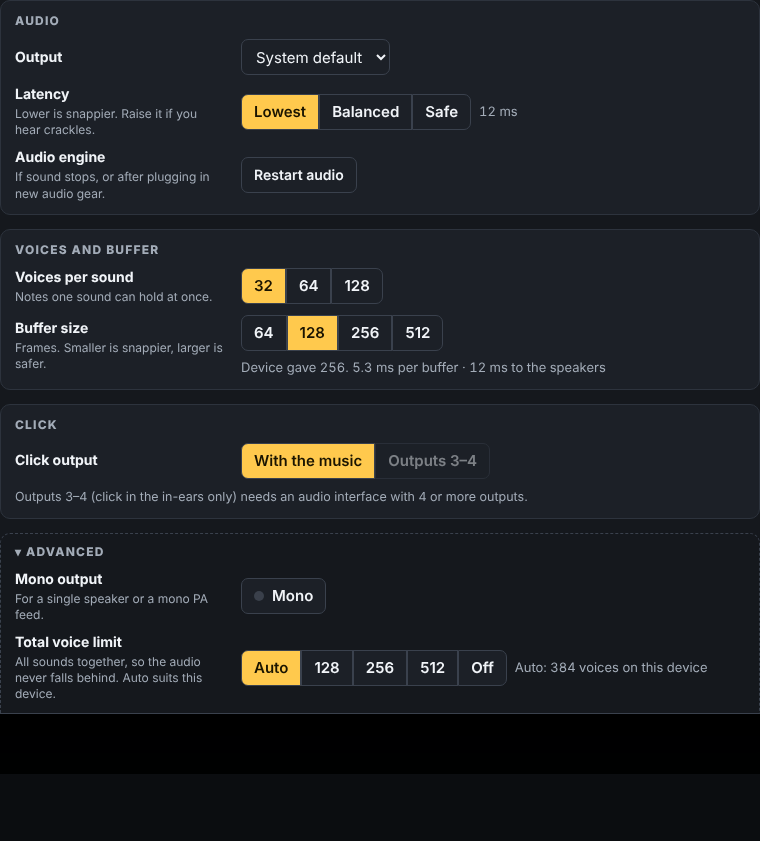 AUDIO
Output
System default
Latency
Lower is snappier. Raise it if you
hear crackles.
Lowest Balanced Safe 12 ms
Audio engine
If sound stops, or after plugging in
new audio gear.
Restart audio
VOICES AND BUFFER
Voices per sound
Notes one sound can hold at once.
32 64 128
Buffer size
Frames. Smaller is snappier, larger is
safer.
64 128 256 512
Device gave 256. 5.3 ms per buffer · 12 ms to the speakers
CLICK
Click output
With the music Outputs 3–4
Outputs 3–4 (click in the in-ears only) needs an audio interface with 4 or more outputs.
▾ ADVANCED
Mono output
For a single speaker or a mono PA
feed.
Mono
Total voice limit
All sounds together, so the audio
never falls behind. Auto suits this
device.
Auto 128 256 512 Off Auto: 384 voices on this device